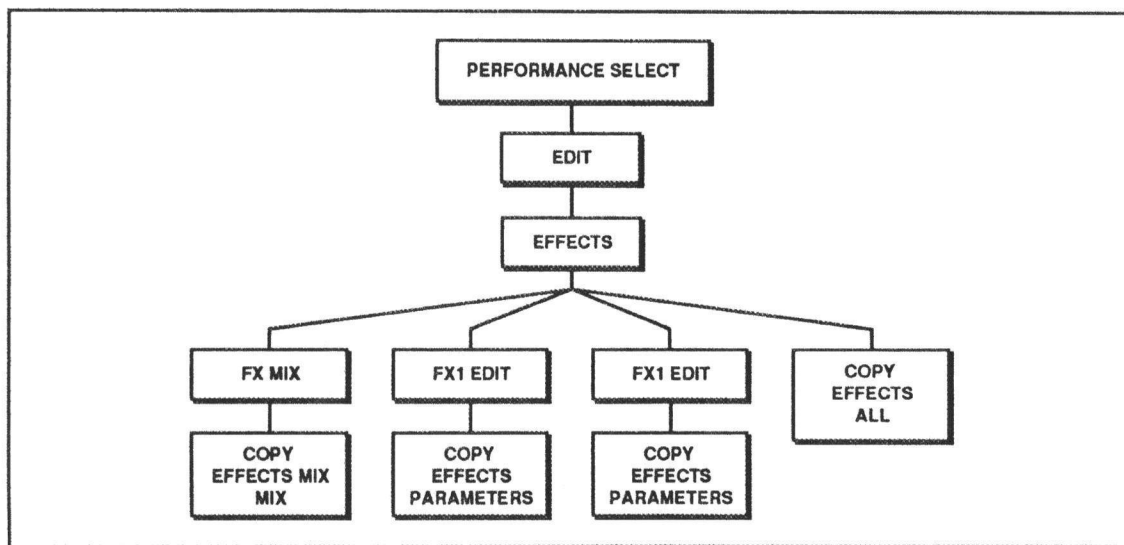 PERFORMANCE SELECT
EDIT
EFFECTS
FX MIX
FX1 EDIT
FX1 EDIT
COPY
EFFECTS
ALL
COPY
EFFECTS MIX
MIX
COPY
EFFECTS
PARAMETERS
COPY
EFFECTS
PARAMETERS